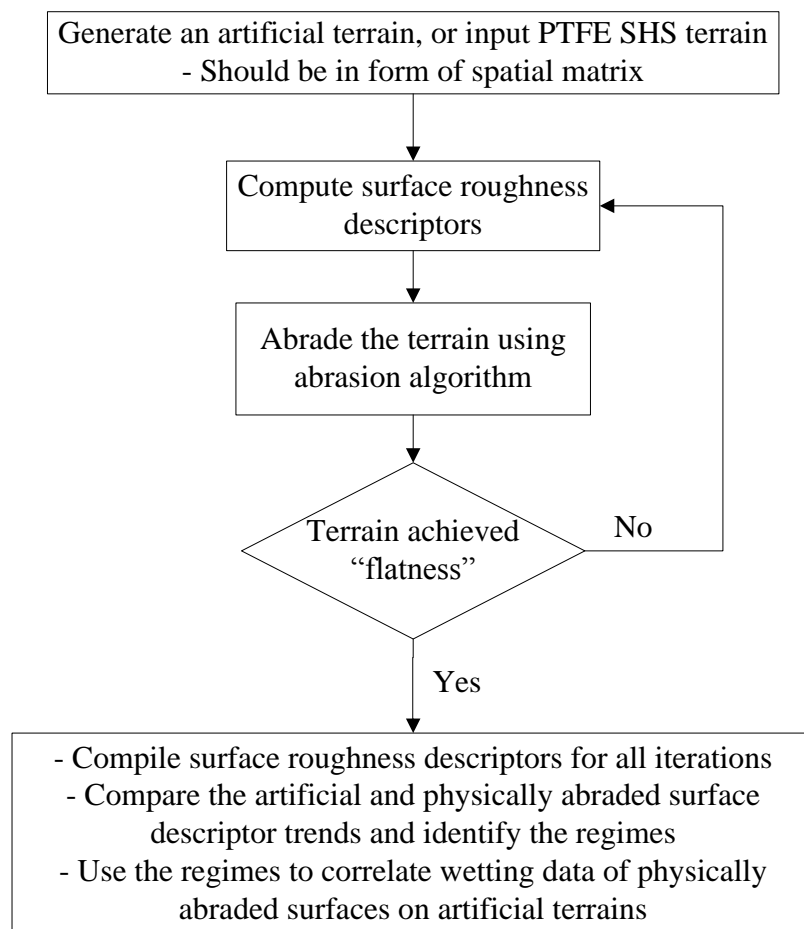 Generate an artificial terrain, or input PTFE SHS terrain
- Should be in form of spatial matrix
Compute surface roughness
descriptors
Abrade the terrain using
abrasion algorithm
Terrain achieved
“flatness”
No
Yes
- Compile surface roughness descriptors for all iterations
- Compare the artificial and physically abraded surface
descriptor trends and identify the regimes
- Use the regimes to correlate wetting data of physically
abraded surfaces on artificial terrains